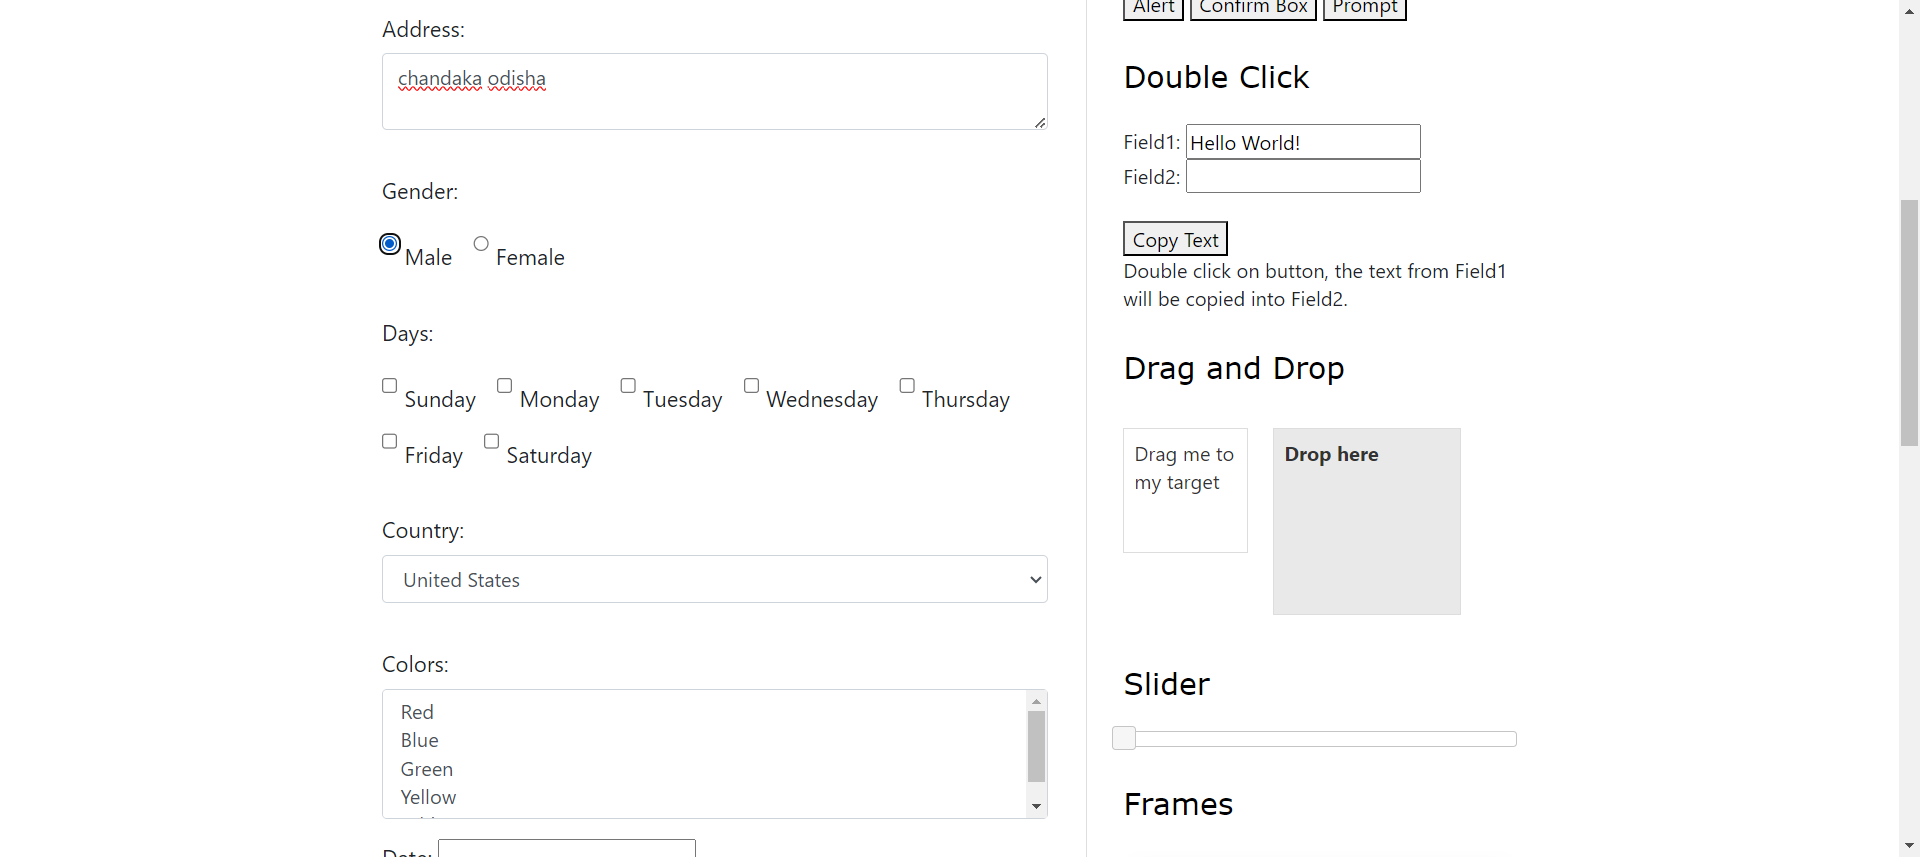 Address:
chandaka odisha
Gender:
Male Female
Days:
Sunday Monday Tuesday Wednesday Thursday
Friday Saturday
Country:
United States
Colors:
Red
Blue
Green
Yellow
Date:
Alert Confirm Box Prompt
Double Click
Field1: Hello World!
Field2:
Copy Text
Double click on button, the text from Field1
will be copied into Field2.
Drag and Drop
Drag me to
my target
Drop here
Slider
Frames